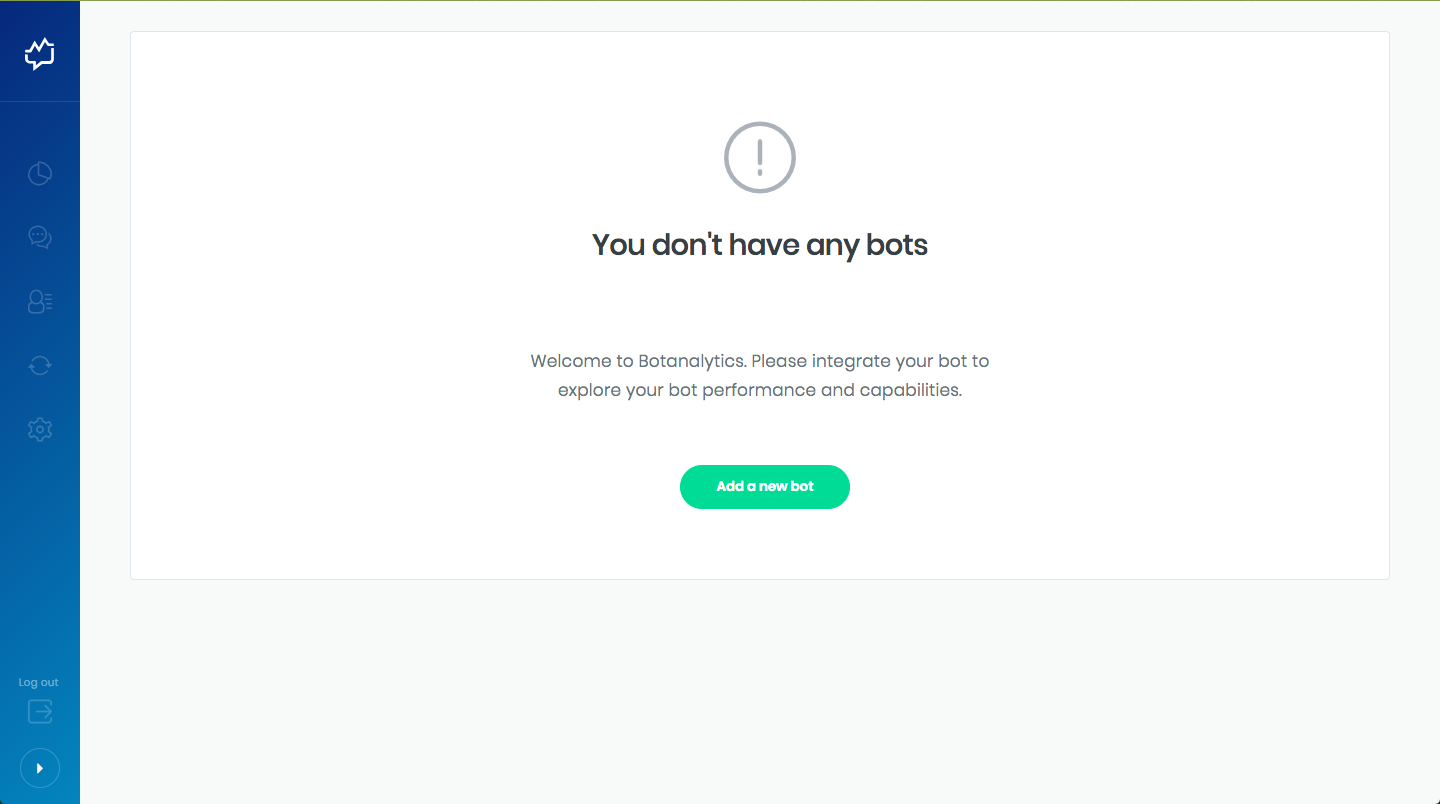 You don't have any bots
Welcome to Botanalytics. Please integrate your bot to
explore your bot performance and capabilities.
Add a new bot
Log out